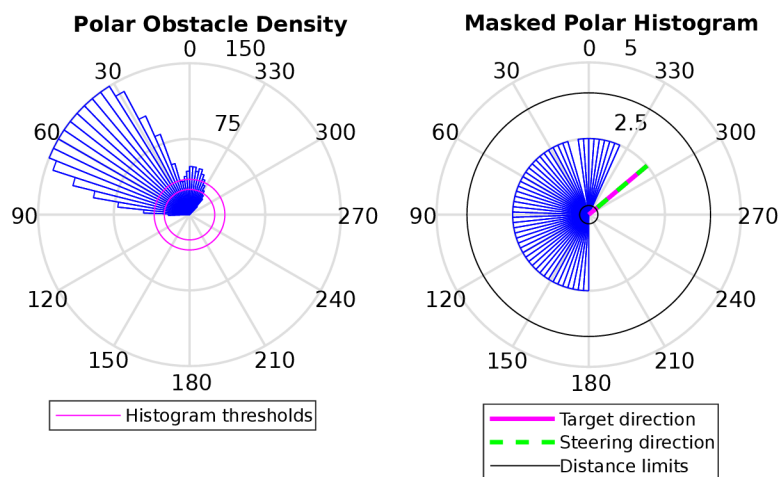 Polar Obstacle Density
0 150
30 330
60 75 300
90 270
120 240
150 210
180
Histogram thresholds
Masked Polar Histogram
0 5
30 330
60 2.5 300
90 270
120 240
150 210
180
Target direction
Steering direction
Distance limits